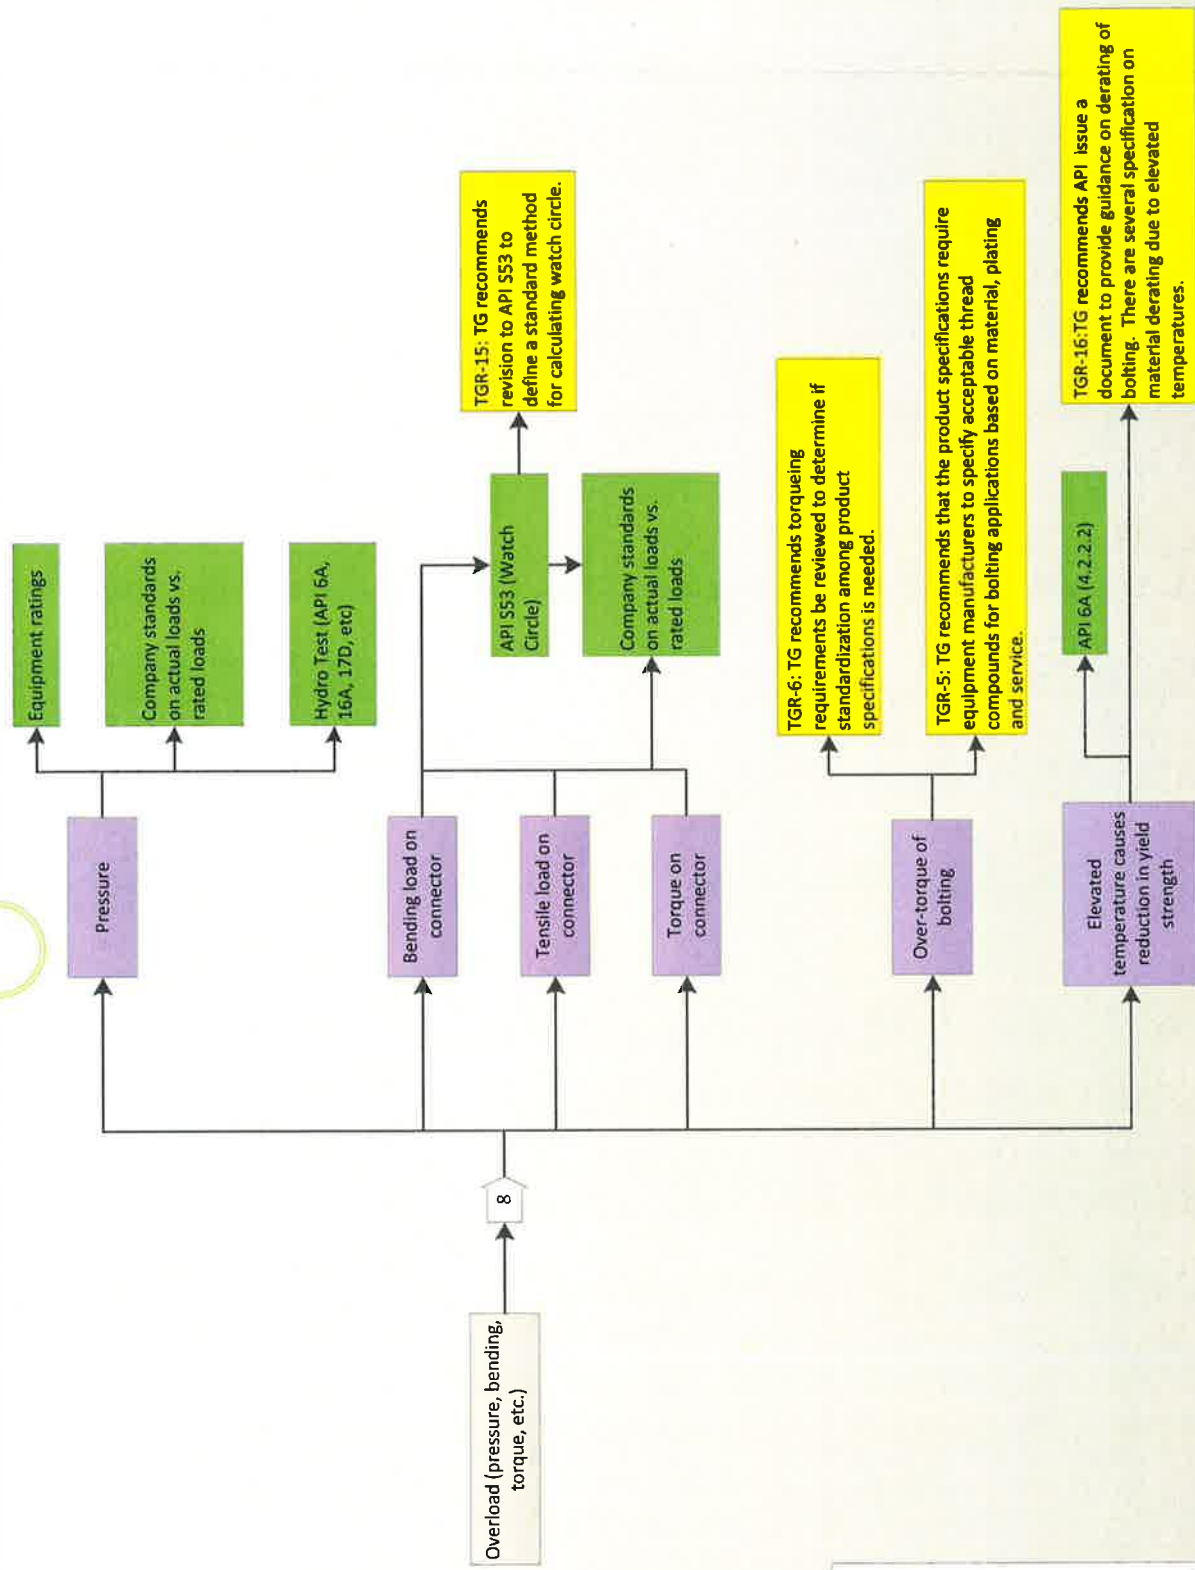 Overload (pressure, bending,
torque, etc.)
8
Pressure
Equipment ratings
Company standards
on actual loads vs.
rated loads
Hydro Test (API 6A,
16A, 17D, etc)
Bending load on
connector
Tensile load on
connector
Torque on
connector
API S53 (Watch
Circle)
Company standards
on actual loads vs.
rated loads
TGR-15: TG recommends
revision to API S53 to
define a standard method
for calculating watch circle.
Over-torque of
bolting
TGR-6: TG recommends torqueing
requirements be reviewed to determine if
standardization among product
specifications is needed.
TGR-5: TG recommends that the product specifications require
equipment manufacturers to specify acceptable thread
compounds for bolting applications based on material, plating
and service.
Elevated
temperature causes
reduction in yield
strength
API 6A (4.2.2.2)
TGR-16:TG recommends API issue a
document to provide guidance on derating of
bolting. There are several specification on
material derating due to elevated
temperatures.